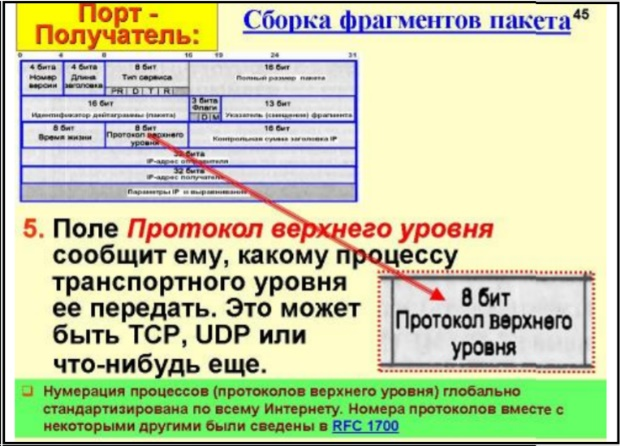 Порт -
Получатель:
Сборка фрагментов пакета
45
0 4 8 16 19 24 31
4 бита
Номер
версии
4 бита
Длина
заголовка
8 бит
Тип сервиса
PR D T R
16 бит
Полный размер пакета
16 бит
Идентификатор дейтаграммы (пакета)
3 бита
Флаги
D M
13 бит
Указатель (смещение) фрагмента
8 бит
Время жизни
8 бит
Протокол верхнего
уровня
16 бит
Контрольная сумма заголовка IP
32 бита
IP-адрес отправителя
32 бита
IP-адрес получателя
Параметры IP и выравнивание
5. Поле Протокол верхнего уровня
сообщит ему, какому процессу
транспортного уровня
ее передать. Это может
быть TCP, UDP или
что-нибудь еще.
8 бит
Протокол верхнего
уровня
Нумерация процессов (протоколов верхнего уровня) глобально
стандартизирована по всему Интернету. Номера протоколов вместе с
некоторыми другими были сведены в RFC 1700